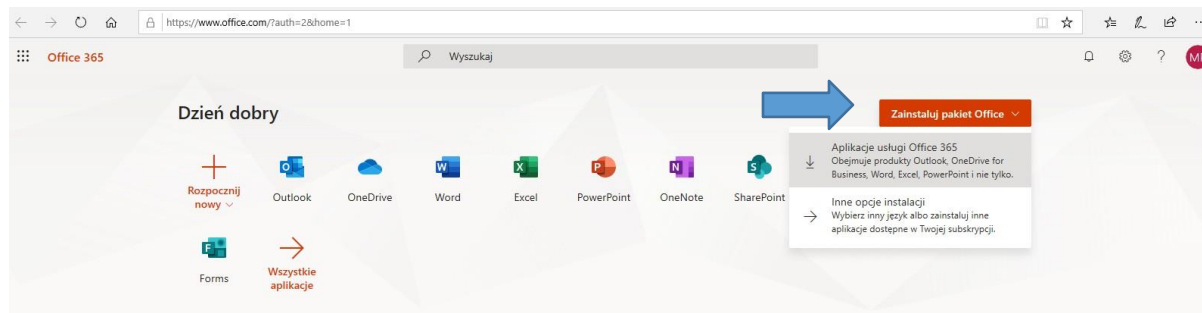 https://www.office.com/?auth=2&home=1
Office 365
Wyszukaj
Dzień dobry
Zainstaluj pakiet Office
Aplikacje usługi Office 365
Obejmuje produkty Outlook, OneDrive for
Business, Word, Excel, PowerPoint i nie tylko.
Inne opcje instalacji
Wybierz inny język albo zainstaluj inne
aplikacje dostępne w Twojej subskrypcji.
Rozpocznij
nowy
Outlook
OneDrive
Word
Excel
PowerPoint
OneNote
SharePoint
Forms
Wszystkie
aplikacje